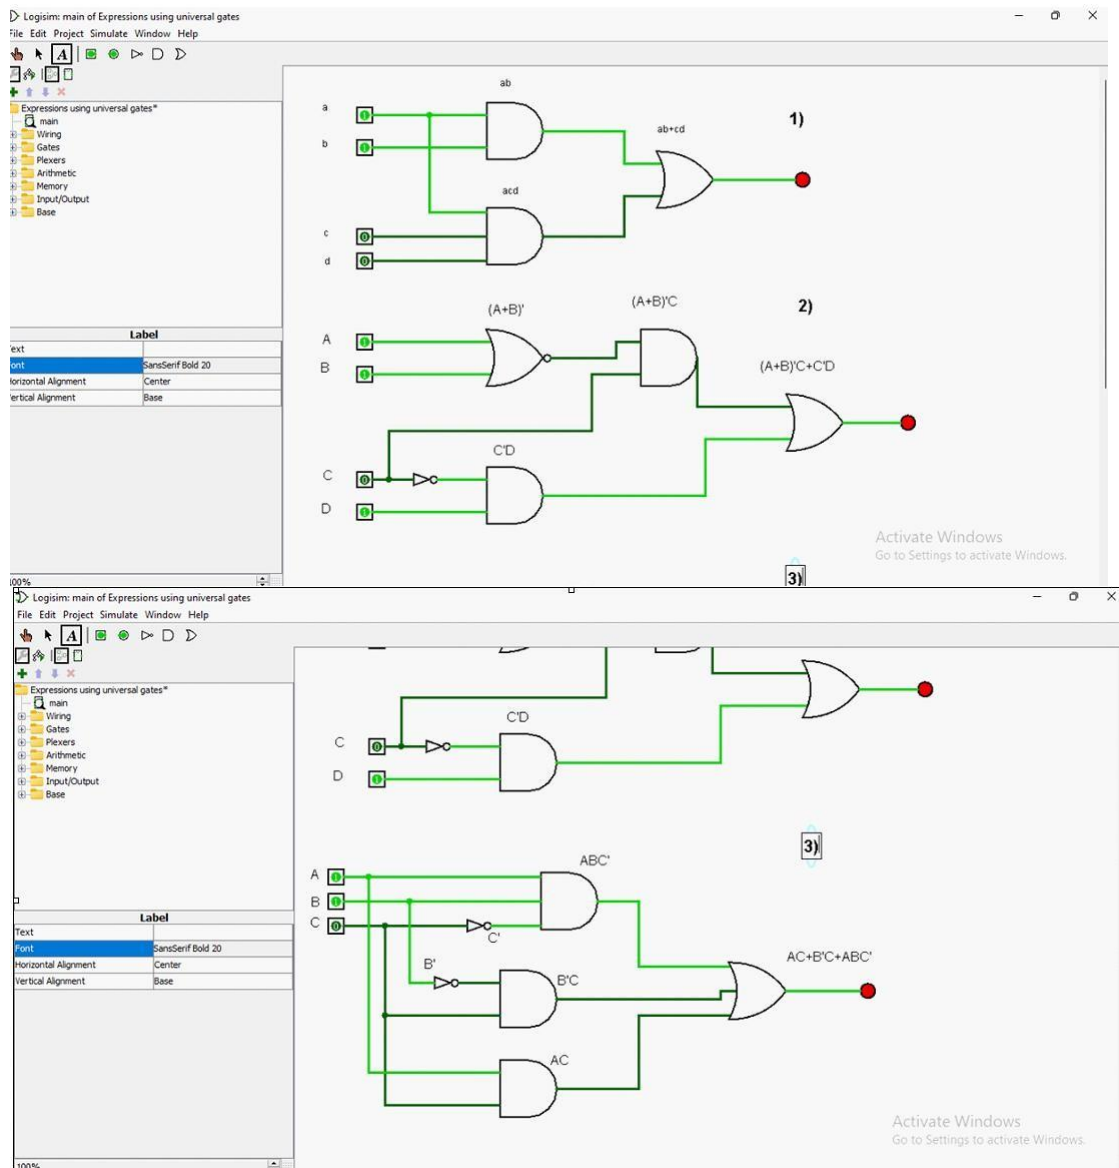 Logisim: main of Expressions using universal gates
File Edit Project Simulate Window Help
A
Expressions using universal gates*
main
Wiring
Gates
Plexers
Arithmetic
Memory
Input/Output
Base
Label
Text
Font SansSerif Bold 20
Horizontal Alignment Center
Vertical Alignment Base
100%
ab
a
1)
b
ab+cd
acd
c
d
(A+B)'
(A+B)'C
2)
A
B
(A+B)'C+C'D
C'D
C
D
Activate Windows
Go to Settings to activate Windows.
3)
Logisim: main of Expressions using universal gates
File Edit Project Simulate Window Help
A
Expressions using universal gates*
main
Wiring
Gates
Plexers
Arithmetic
Memory
Input/Output
Base
Label
Text
Font SansSerif Bold 20
Horizontal Alignment Center
Vertical Alignment Base
100%
C'D
C
D
3)
ABC'
A
B
C
C'
B'
B'C
AC+B'C+ABC'
AC
Activate Windows
Go to Settings to activate Windows.